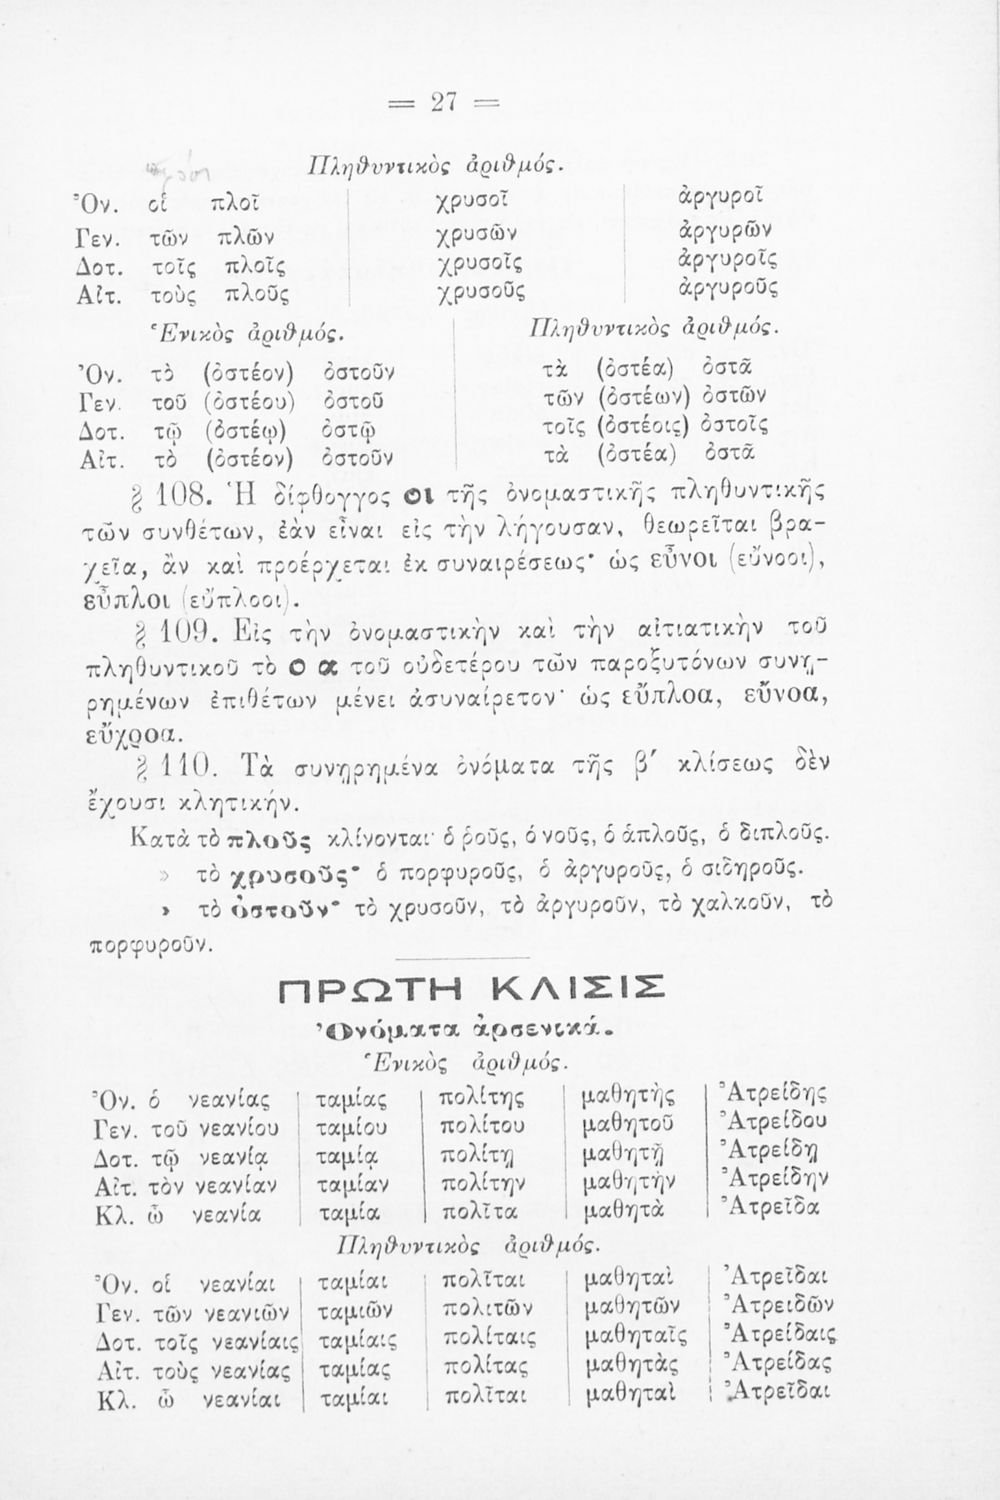 = 27 =
Πληθυντικὸς ἀριθμός.
Ὀν. οἱ πλοῖ χρυσοῖ ἀργυροῖ
Γεν. τῶν πλῶν χρυσῶν ἀργυρῶν
Δοτ. τοῖς πλοῖς χρυσοῖς ἀργυροῖς
Αἰτ. τοὺς πλοῦς χρυσοῦς ἀργυροῦς
Ἑνικὸς ἀριθμός. Πληθυντικὸς ἀριθμός.
Ὀν. τὸ (ὀστέον) ὀστοῦν τὰ (ὀστέα) ὀστᾶ
Γεν. τοῦ (ὀστέου) ὀστοῦ τῶν (ὀστέων) ὀστῶν
Δοτ. τῷ (ὀστέῳ) ὀστῷ τοῖς (ὀστέοις) ὀστοῖς
Αἰτ. τὸ (ὀστέον) ὀστοῦν τὰ (ὀστέα) ὀστᾶ
§ 108. Ἡ δίφθογγος οι τῆς ὀνομαστικῆς πληθυντικῆς
τῶν συνθέτων, ἐὰν εἶναι εἰς τὴν λήγουσαν, θεωρεῖται βρα-
χεῖα, ἂν καὶ προέρχεται ἐκ συναιρέσεως· ὡς εὖνοι (εὔνοοι),
εὖπλοι (εὔπλοοι).
§ 109. Εἰς τὴν ὀνομαστικὴν καὶ τὴν αἰτιατικὴν τοῦ
πληθυντικοῦ τὸ ο α τοῦ οὐδετέρου τῶν παροξυτόνων συνῃ-
ρημένων ἐπιθέτων μένει ἀσυναίρετον· ὡς εὔπλοα, εὔνοα,
εὔχροα.
§ 110. Τὰ συνῃρημένα ὀνόματα τῆς β′ κλίσεως δὲν
ἔχουσι κλητικήν.
Κατὰ τὸ πλοῦς κλίνονται· ὁ ῥοῦς, ὁ νοῦς, ὁ ἁπλοῦς, ὁ διπλοῦς.
» τὸ χρυσοῦς· ὁ πορφυροῦς, ὁ ἀργυροῦς, ὁ σιδηροῦς.
» τὸ ὀστοῦν· τὸ χρυσοῦν, τὸ ἀργυροῦν, τὸ χαλκοῦν, τὸ
πορφυροῦν.
ΠΡΩΤΗ ΚΛΙΣΙΣ
Ὀνόματα ἀρσενικά.
Ἑνικὸς ἀριθμός.
Ὀν. ὁ νεανίας ταμίας πολίτης μαθητὴς Ἀτρείδης
Γεν. τοῦ νεανίου ταμίου πολίτου μαθητοῦ Ἀτρείδου
Δοτ. τῷ νεανίᾳ ταμίᾳ πολίτῃ μαθητῇ Ἀτρείδῃ
Αἰτ. τὸν νεανίαν ταμίαν πολίτην μαθητὴν Ἀτρείδην
Κλ. ὦ νεανία ταμία πολῖτα μαθητὰ Ἀτρεῖδα
Πληθυντικὸς ἀριθμός.
Ὀν. οἱ νεανίαι ταμίαι πολῖται μαθηταὶ Ἀτρεῖδαι
Γεν. τῶν νεανιῶν ταμιῶν πολιτῶν μαθητῶν Ἀτρειδῶν
Δοτ. τοῖς νεανίαις ταμίαις πολίταις μαθηταῖς Ἀτρείδαις
Αἰτ. τοὺς νεανίας ταμίας πολίτας μαθητὰς Ἀτρείδας
Κλ. ὦ νεανίαι ταμίαι πολῖται μαθηταὶ Ἀτρεῖδαι